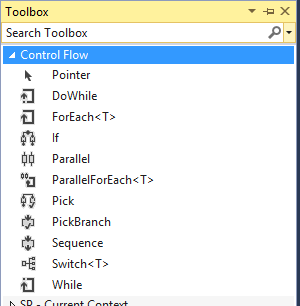 Toolbox
Search Toolbox
Control Flow
Pointer
DoWhile
ForEach<T>
If
Parallel
ParallelForEach<T>
Pick
PickBranch
Sequence
Switch<T>
While
SP - Current Context